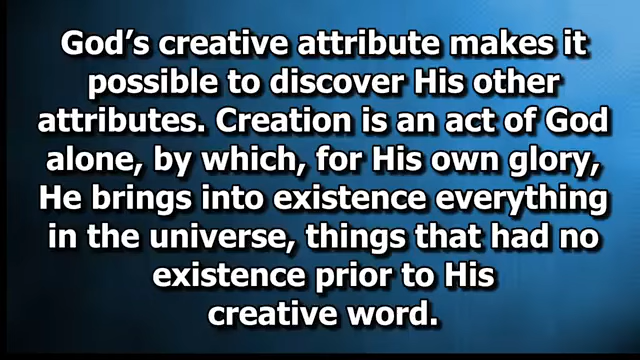 God’s creative attribute makes it
possible to discover His other
attributes. Creation is an act of God
alone, by which, for His own glory,
He brings into existence everything
in the universe, things that had no
existence prior to His
creative word.